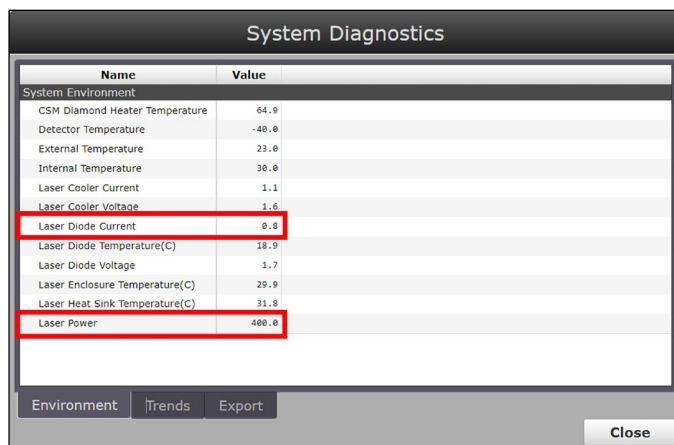 System Diagnostics
Name Value
System Environment
CSM Diamond Heater Temperature 64.9
Detector Temperature -40.0
External Temperature 23.0
Internal Temperature 30.0
Laser Cooler Current 1.1
Laser Cooler Voltage 1.6
Laser Diode Current 0.8
Laser Diode Temperature(C) 18.9
Laser Diode Voltage 1.7
Laser Enclosure Temperature(C) 29.9
Laser Heat Sink Temperature(C) 31.8
Laser Power 400.0
Environment Trends Export
Close